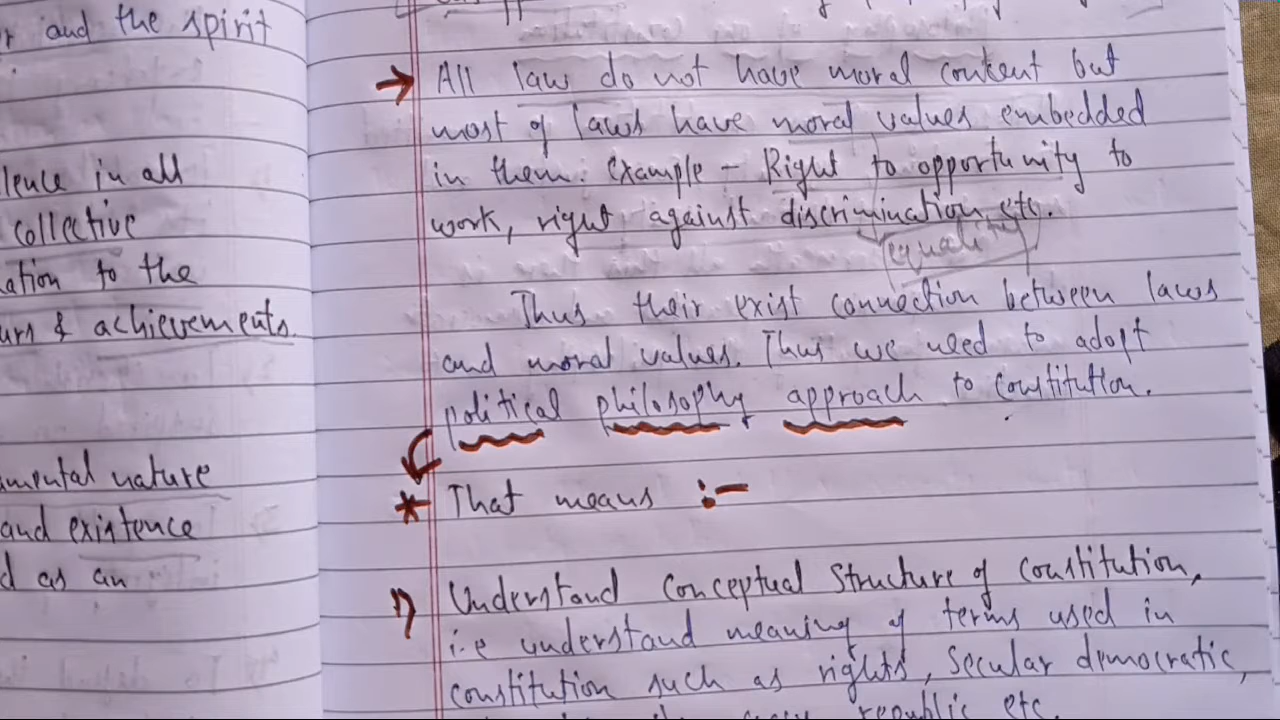 and the spirit
lence in all
collective
ation to the
urs & achievements.
amental nature
and existence
d as an
→ All law do not have moral content but
most of laws have moral values embedded
in them. Example - Right to opportunity to
work, right against discrimination, etc.
equality
Thus their exist connection between laws
and moral values. Thus we need to adopt
political philosophy approach to constitution.
* That means :-
1) Understand Conceptual Structure of constitution,
i.e understand meaning of terms used in
constitution such as rights, secular democratic,
republic etc.